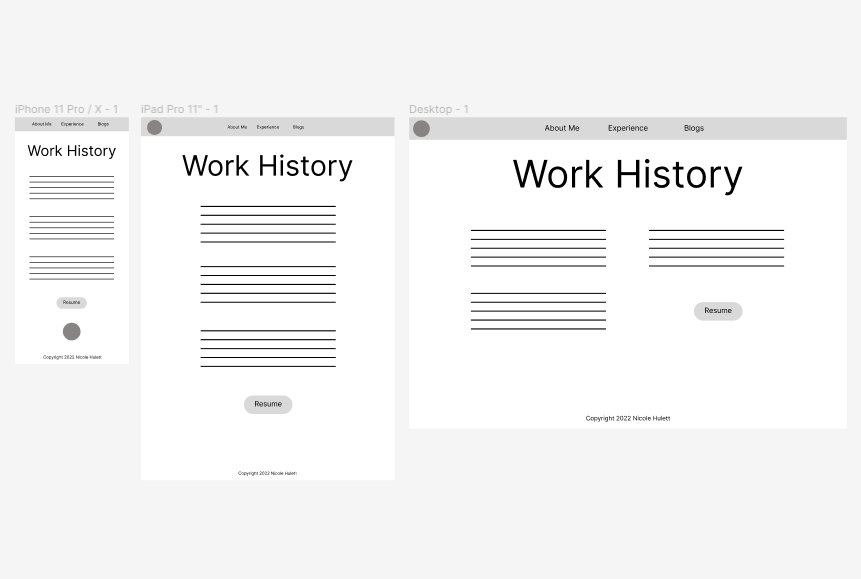 iPhone 11 Pro / X - 1
About Me Experience Blogs
Work History
Resume
Copyright 2022 Nicole Hulett
iPad Pro 11" - 1
About Me Experience Blogs
Work History
Resume
Copyright 2022 Nicole Hulett
Desktop - 1
About Me Experience Blogs
Work History
Resume
Copyright 2022 Nicole Hulett